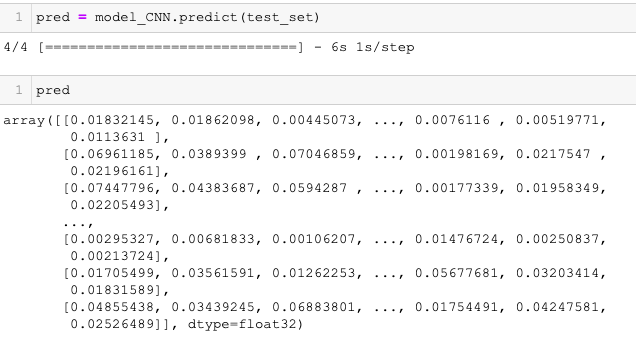 1 pred = model_CNN.predict(test_set)
4/4 [==============================] - 6s 1s/step
1 pred
array([[0.01832145, 0.01862098, 0.00445073, ..., 0.0076116 , 0.00519771,
0.0113631 ],
[0.06961185, 0.0389399 , 0.07046859, ..., 0.00198169, 0.0217547 ,
0.02196161],
[0.07447796, 0.04383687, 0.0594287 , ..., 0.00177339, 0.01958349,
0.02205493],
...,
[0.00295327, 0.00681833, 0.00106207, ..., 0.01476724, 0.00250837,
0.00213724],
[0.01705499, 0.03561591, 0.01262253, ..., 0.05677681, 0.03203414,
0.01831589],
[0.04855438, 0.03439245, 0.06883801, ..., 0.01754491, 0.04247581,
0.02526489]], dtype=float32)